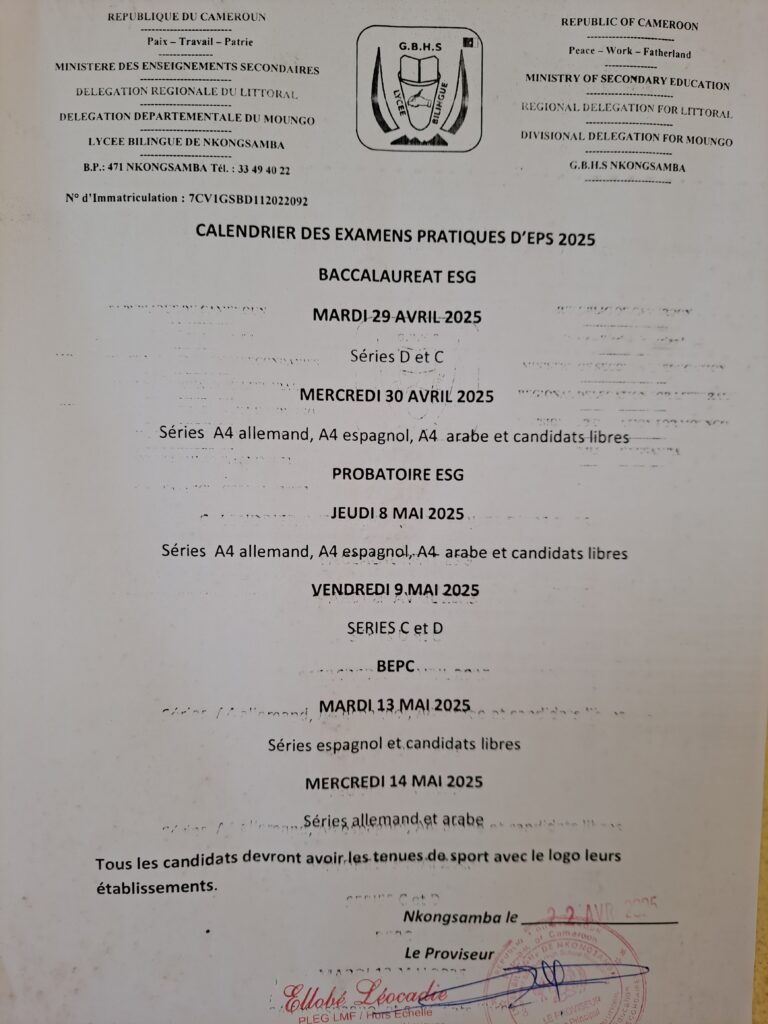 REPUBLIQUE DU CAMEROUN
Paix – Travail – Patrie
MINISTERE DES ENSEIGNEMENTS SECONDAIRES
DELEGATION REGIONALE DU LITTORAL
DELEGATION DEPARTEMENTALE DU MOUNGO
LYCEE BILINGUE DE NKONGSAMBA
B.P.: 471 NKONGSAMBA Tél. : 33 49 40 22
N° d'Immatriculation : 7CV1GSBD112022092
G.B.H.S
LYCEE
BILINGUE
REPUBLIC OF CAMEROON
Peace – Work – Fatherland
MINISTRY OF SECONDARY EDUCATION
REGIONAL DELEGATION FOR LITTORAL
DIVISIONAL DELEGATION FOR MOUNGO
G.B.H.S NKONGSAMBA
CALENDRIER DES EXAMENS PRATIQUES D'EPS 2025
BACCALAUREAT ESG
MARDI 29 AVRIL 2025
Séries D et C
MERCREDI 30 AVRIL 2025
Séries A4 allemand, A4 espagnol, A4 arabe et candidats libres
PROBATOIRE ESG
JEUDI 8 MAI 2025
Séries A4 allemand, A4 espagnol, A4 arabe et candidats libres
VENDREDI 9 MAI 2025
SERIES C et D
BEPC
MARDI 13 MAI 2025
Séries espagnol et candidats libres
MERCREDI 14 MAI 2025
Séries allemand et arabe
Tous les candidats devront avoir les tenues de sport avec le logo leurs
établissements.
Nkongsamba le 22 AVR 2025
Le Proviseur
Ellobé Léocadie
PLEG LMF / Hors Echelle
LE PROVISEUR